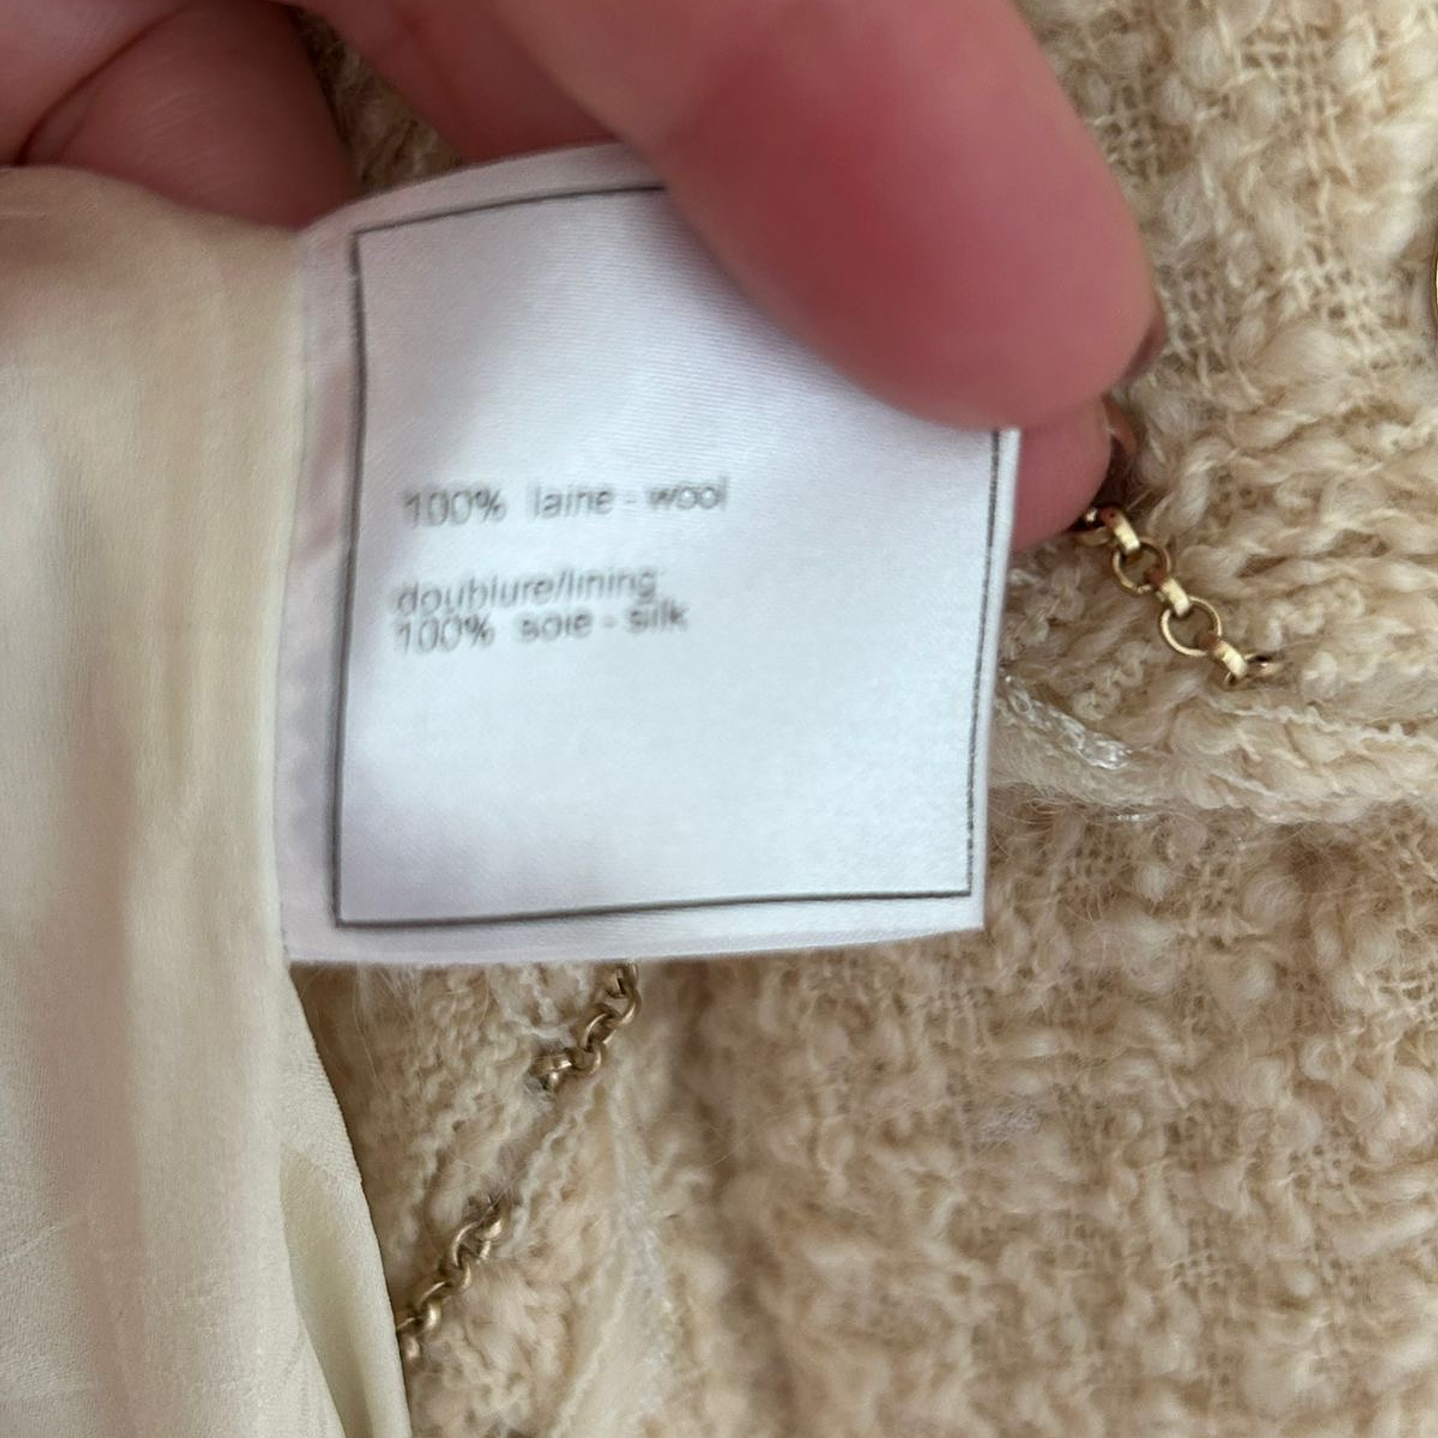 100% laine - wool
doublure/lining
100% soie - silk